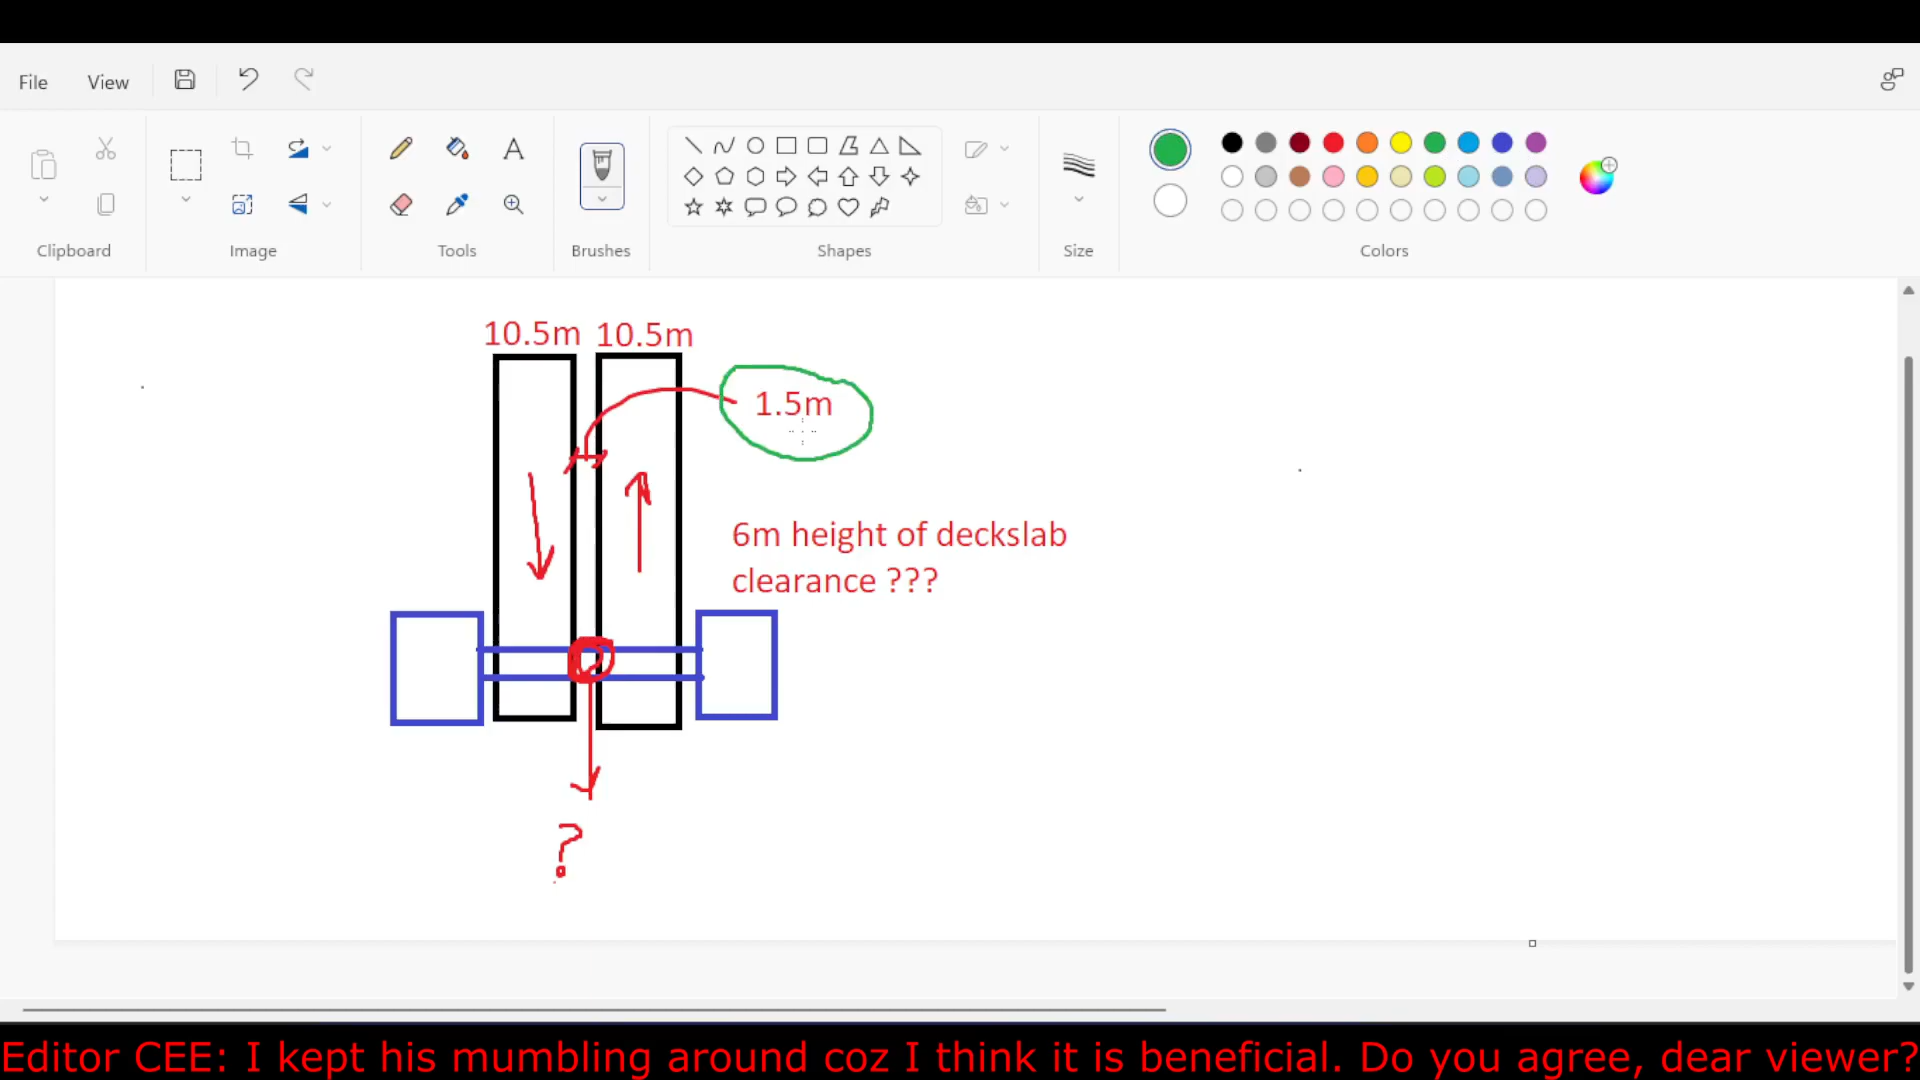 File
View
Clipboard
Image
Tools
Brushes
Shapes
Size
Colors
10.5m 10.5m
1.5m
6m height of deckslab
clearance ???
?
Editor CEE: I kept his mumbling around coz I think it is beneficial. Do you agree, dear viewer?